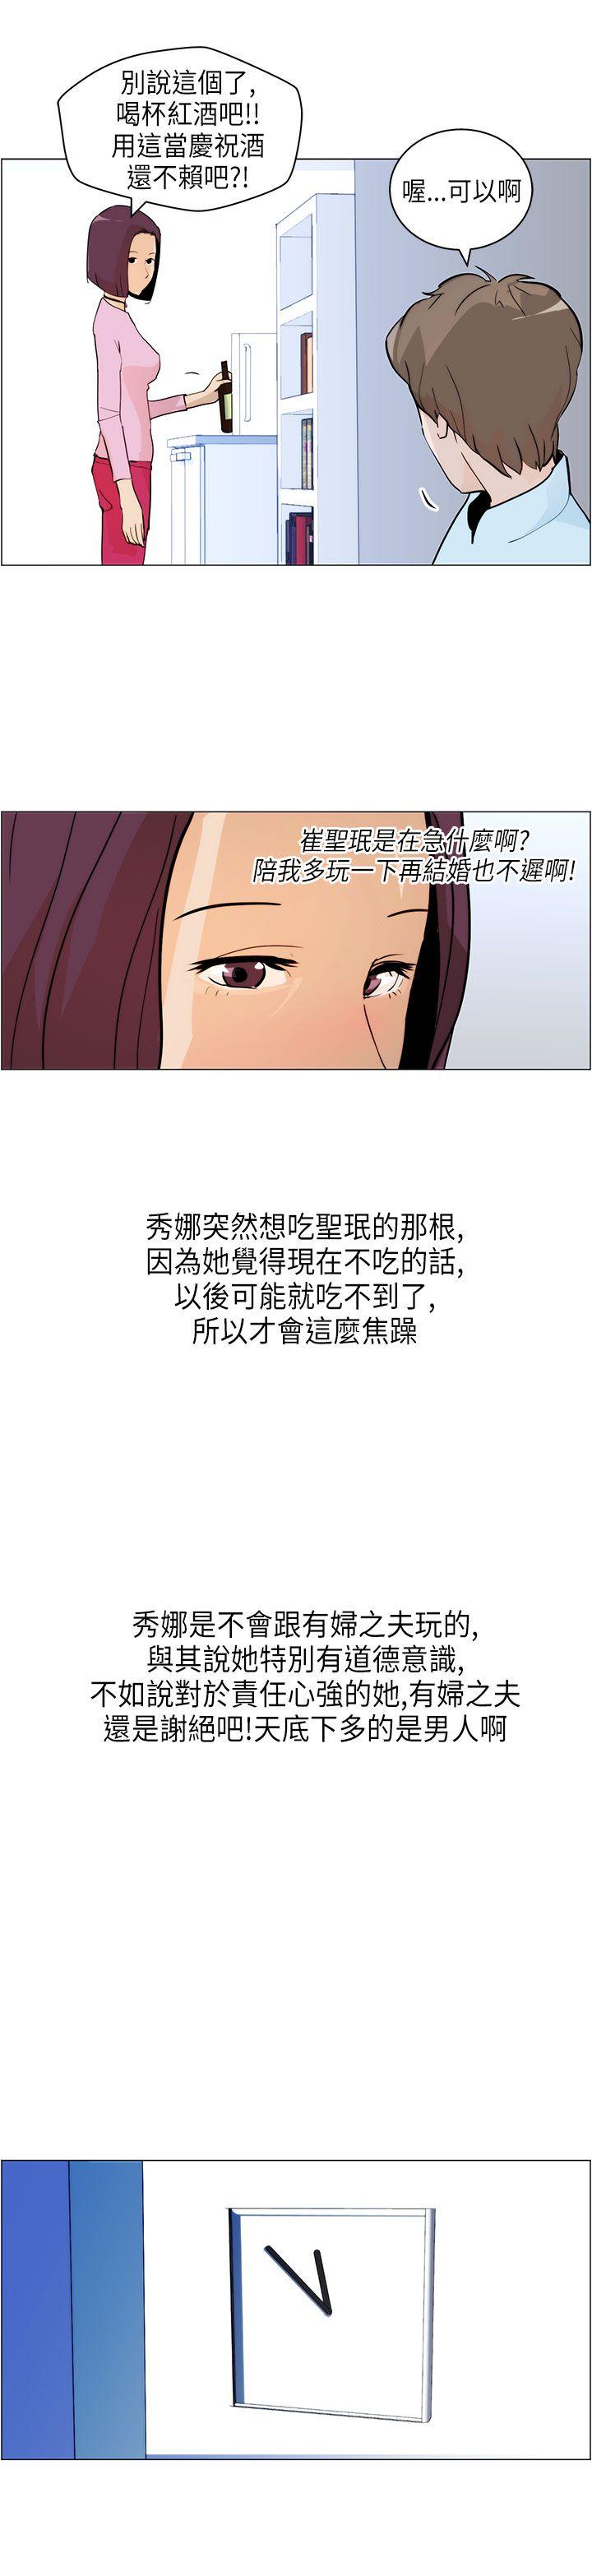 別說這個了,
喝杯紅酒吧!!
用這當慶祝酒
還不賴吧?!
喔...可以啊
崔聖珉是在急什麼啊?
陪我多玩一下再結婚也不遲啊!
秀娜突然想吃聖珉的那根,
因為她覺得現在不吃的話,
以後可能就吃不到了,
所以才會這麼焦躁
秀娜是不會跟有婦之夫玩的,
與其說她特別有道德意識,
不如說對於責任心強的她,有婦之夫
還是謝絕吧!天底下多的是男人啊